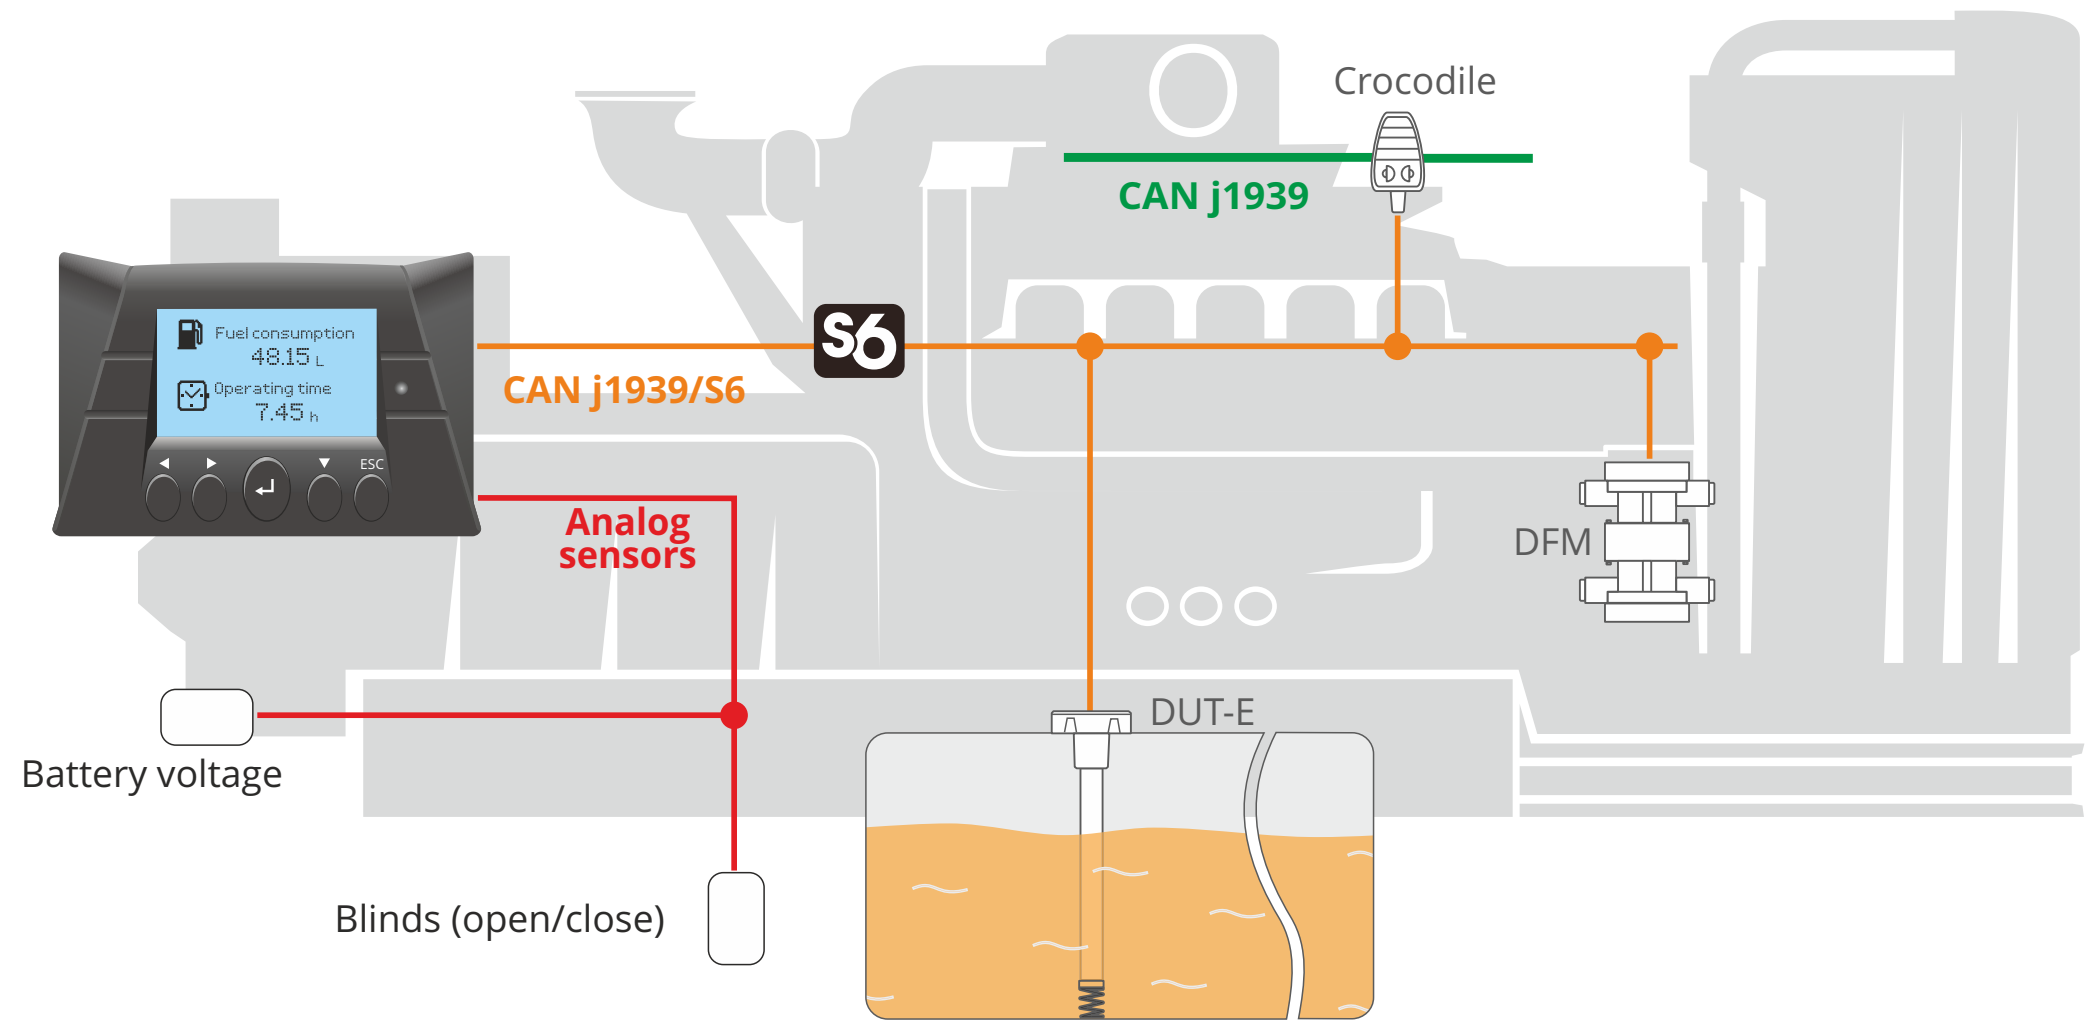 Crocodile
CAN j1939
Fuel consumption
48.15 L
Operating time
7.45 h
ESC
S6
CAN j1939/S6
Analog
sensors
DFM
DUT-E
Battery voltage
Blinds (open/close)